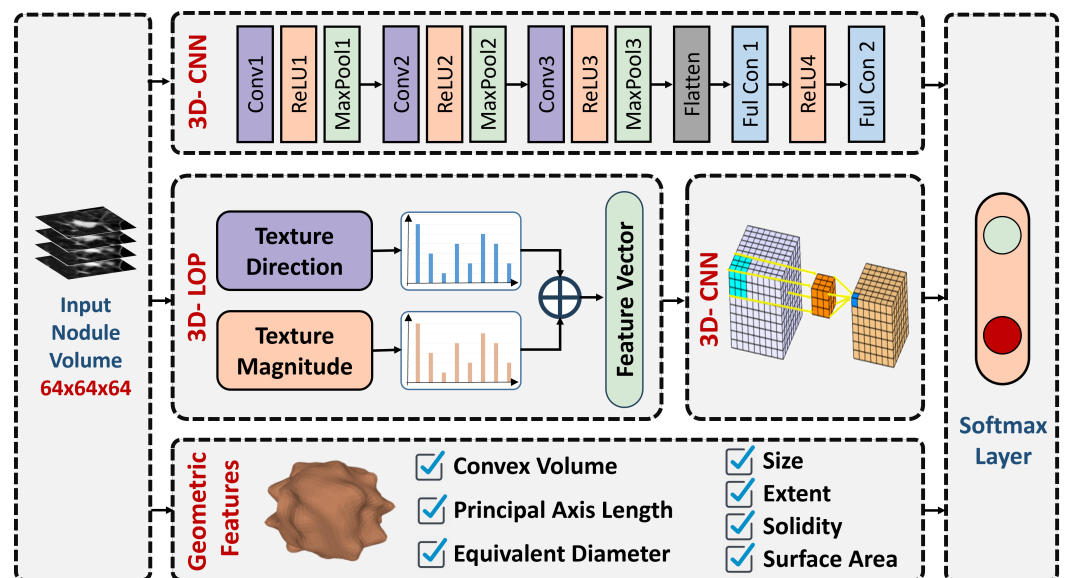 3D- CNN
Conv1
ReLU1
MaxPool1
Conv2
ReLU2
MaxPool2
Conv3
ReLU3
MaxPool3
Flatten
Ful Con 1
ReLU4
Ful Con 2
Input
Nodule
Volume
64x64x64
3D- LOP
Texture
Direction
Texture
Magnitude
Feature Vector
3D- CNN
Softmax
Layer
Geometric
Features
Convex Volume
Principal Axis Length
Equivalent Diameter
Size
Extent
Solidity
Surface Area